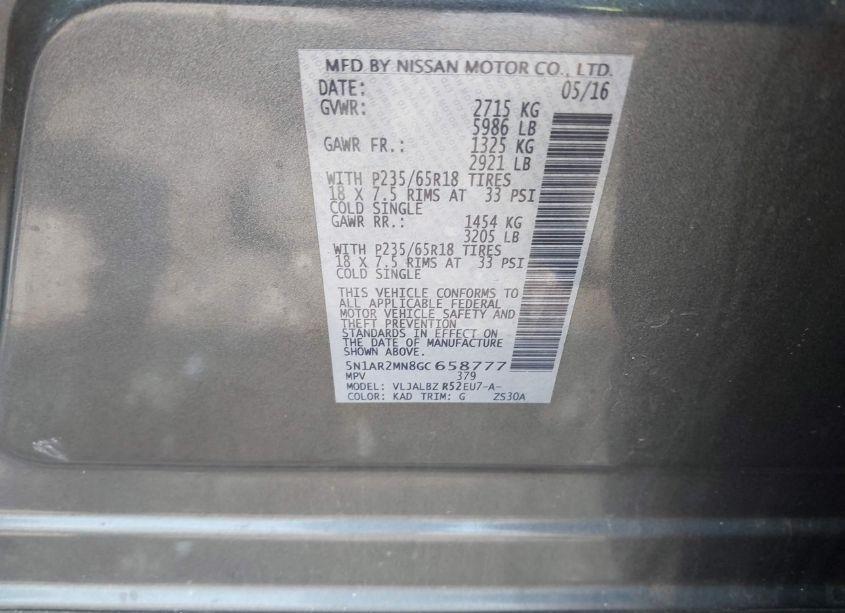 MFD BY NISSAN MOTOR CO., LTD.
DATE: 05/16
GVWR: 2715 KG
5986 LB
GAWR FR.: 1325 KG
2921 LB
WITH P235/65R18 TIRES
18 X 7.5 RIMS AT 33 PSI
COLD SINGLE
GAWR RR.: 1454 KG
3205 LB
WITH P235/65R18 TIRES
18 X 7.5 RIMS AT 33 PSI
COLD SINGLE
THIS VEHICLE CONFORMS TO
ALL APPLICABLE FEDERAL
MOTOR VEHICLE SAFETY AND
THEFT PREVENTION
STANDARDS IN EFFECT ON
THE DATE OF MANUFACTURE
SHOWN ABOVE.
5N1AR2MN8GC658777
MPV 379
MODEL: VLJALBZ R52EU7-A-
COLOR: KAD TRIM: G ZS30A